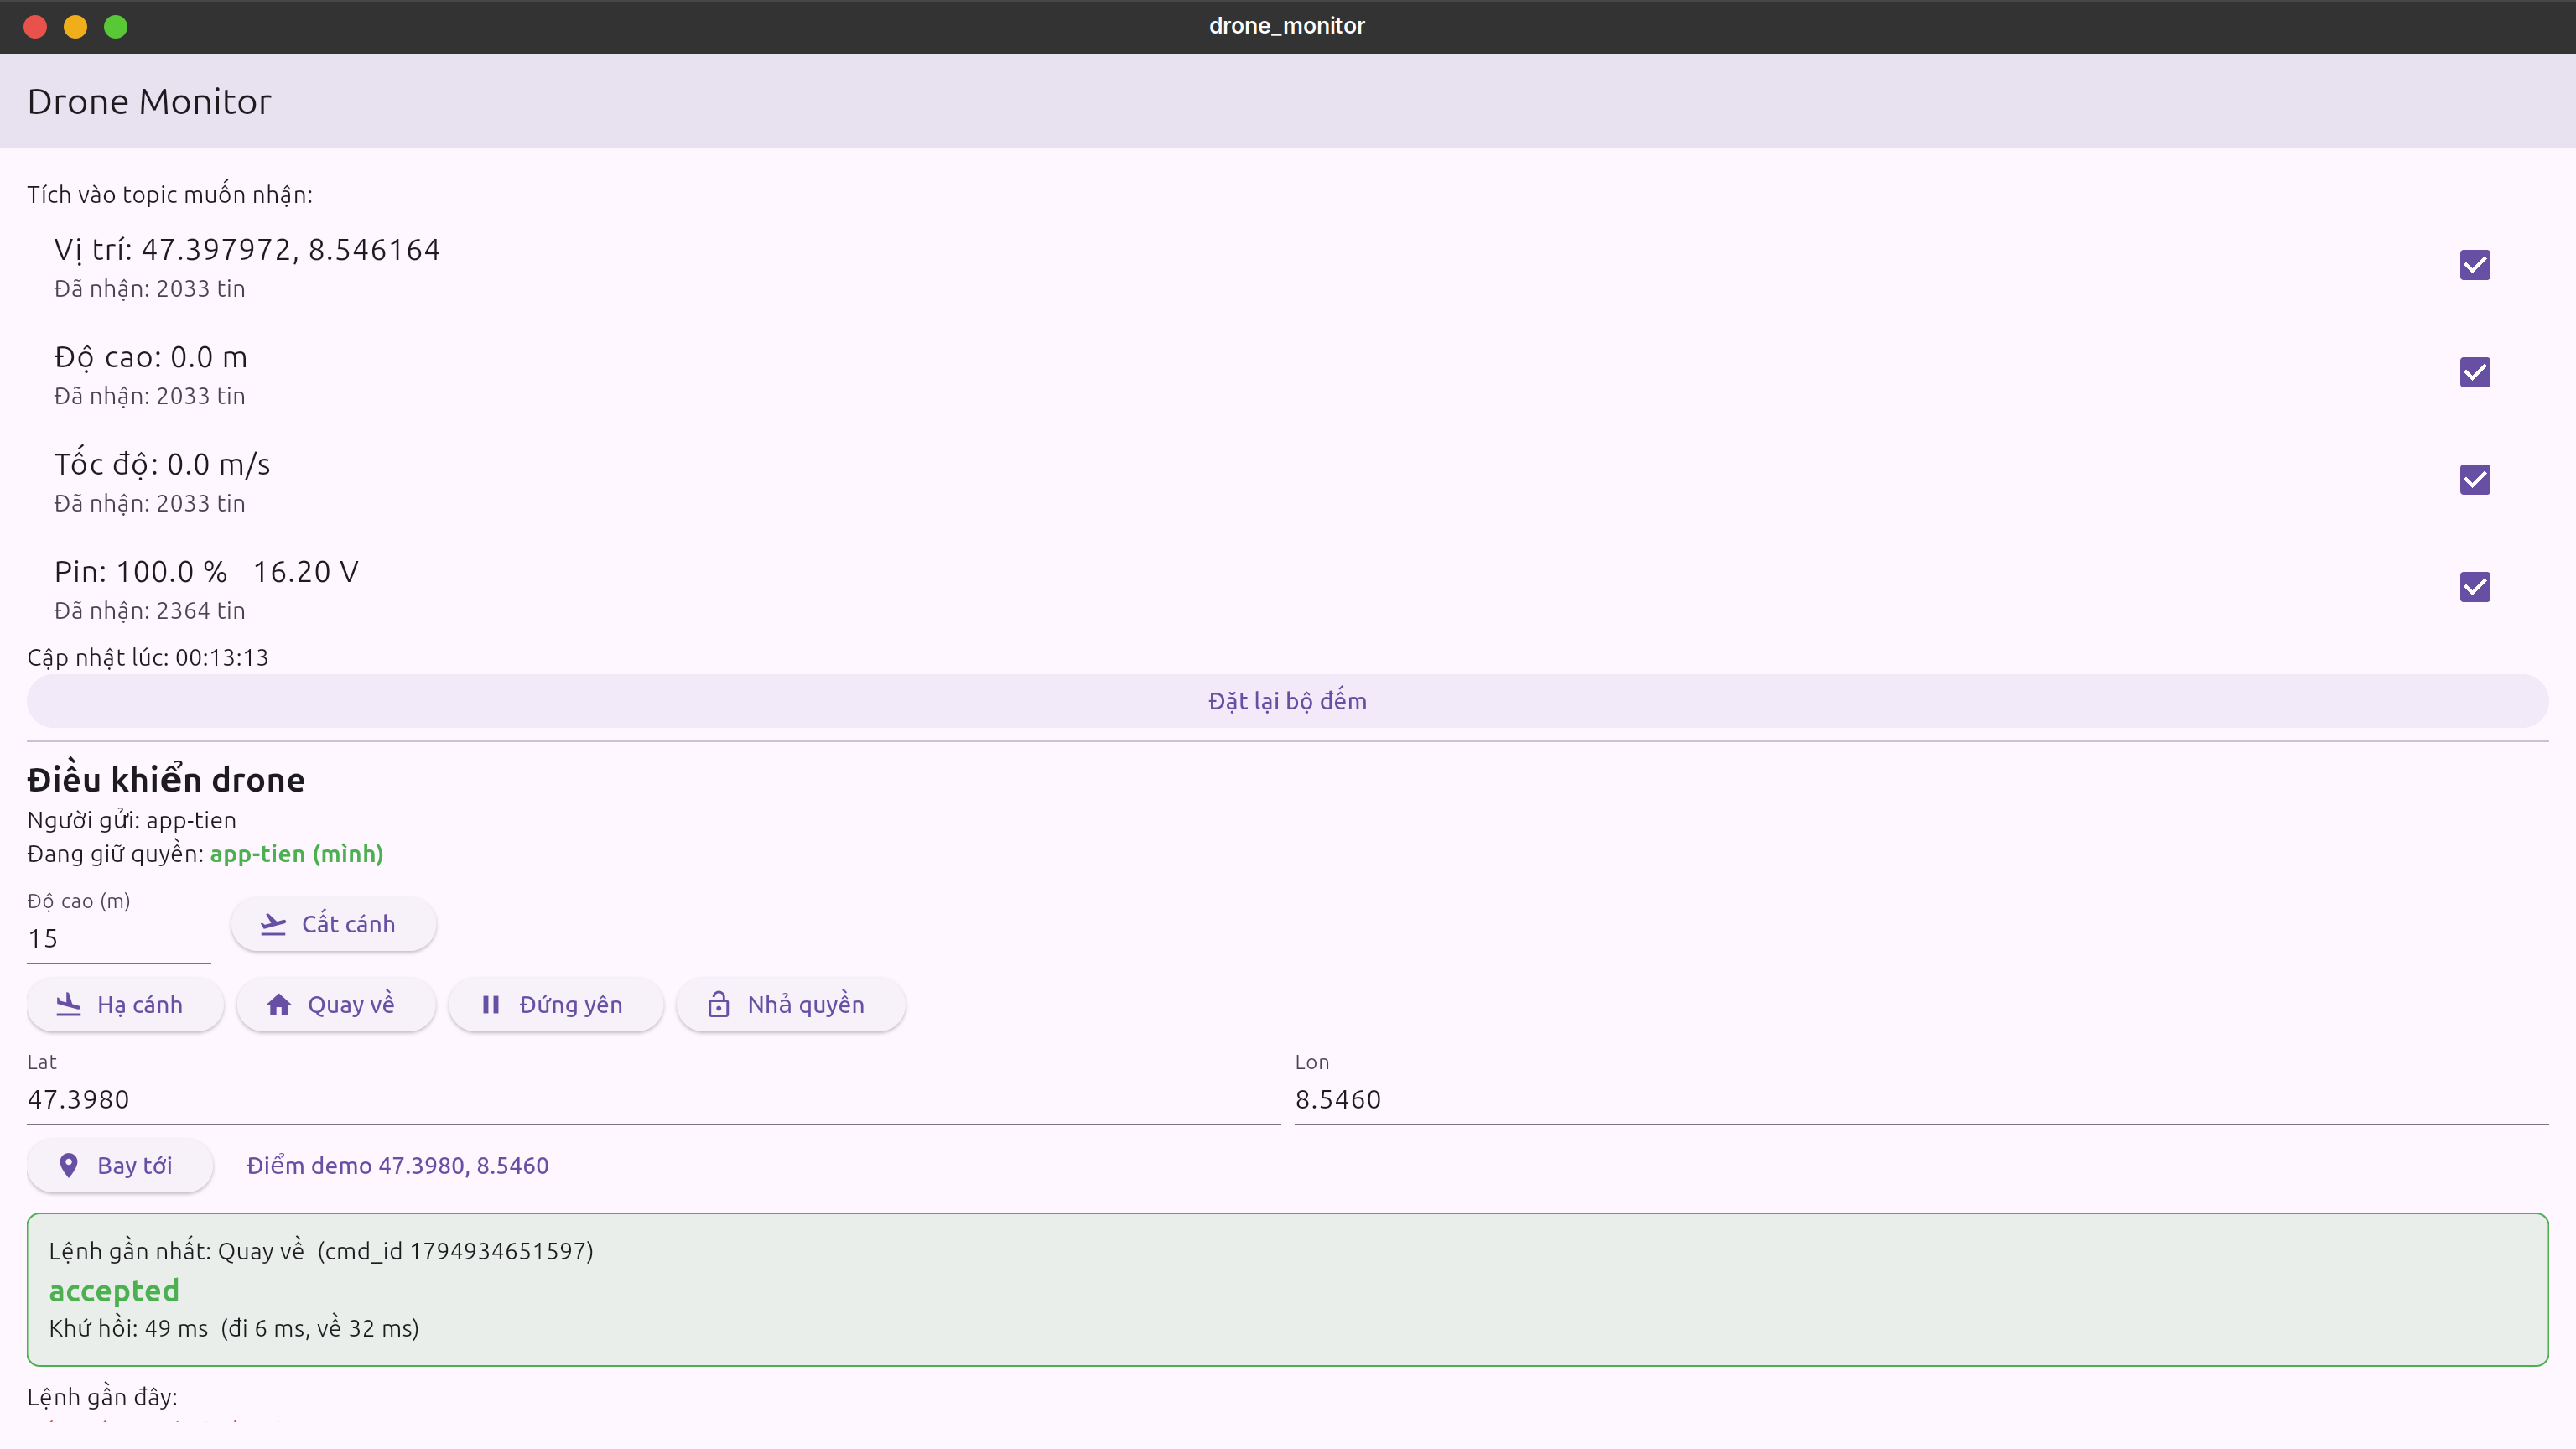 drone_monitor
Drone Monitor
Tích vào topic muốn nhận:
Vị trí: 47.397972, 8.546164
Đã nhận: 2033 tin
Độ cao: 0.0 m
Đã nhận: 2033 tin
Tốc độ: 0.0 m/s
Đã nhận: 2033 tin
Pin: 100.0 %   16.20 V
Đã nhận: 2364 tin
Cập nhật lúc: 00:13:13
Đặt lại bộ đếm
Điều khiển drone
Người gửi: app-tien
Đang giữ quyền: app-tien (mình)
Độ cao (m)
15
Cất cánh
Hạ cánh
Quay về
Đứng yên
Nhả quyền
Lat
47.3980
Lon
8.5460
Bay tới
Điểm demo 47.3980, 8.5460
Lệnh gần nhất: Quay về  (cmd_id 1794934651597)
accepted
Khứ hồi: 49 ms  (đi 6 ms, về 32 ms)
Lệnh gần đây: